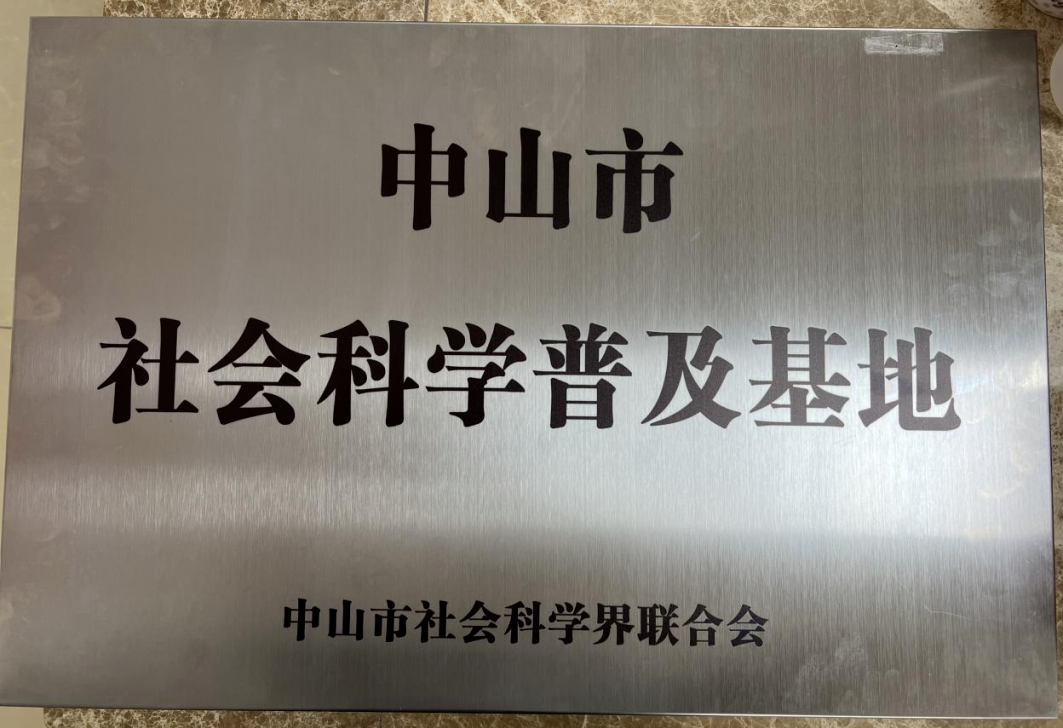 中山市
社会科学普及基地
中山市社会科学界联合会